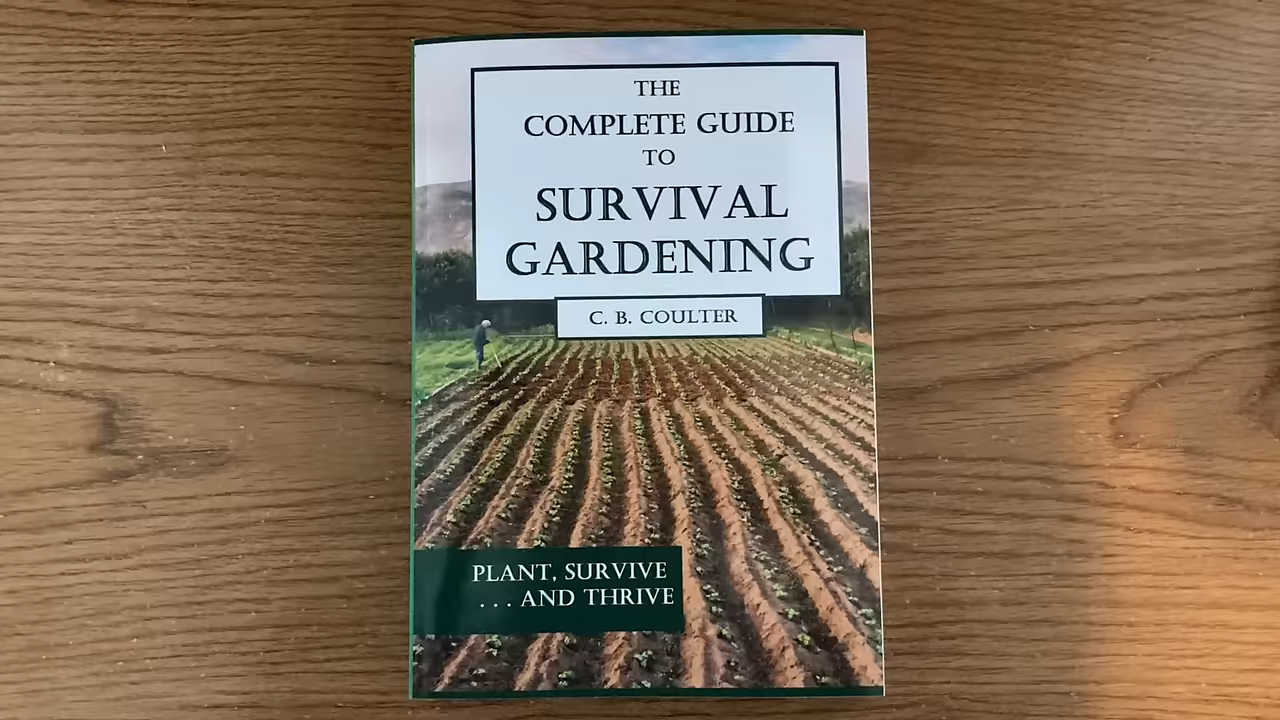 THE
COMPLETE GUIDE
TO
SURVIVAL
GARDENING
C. B. COULTER
PLANT, SURVIVE
... AND THRIVE